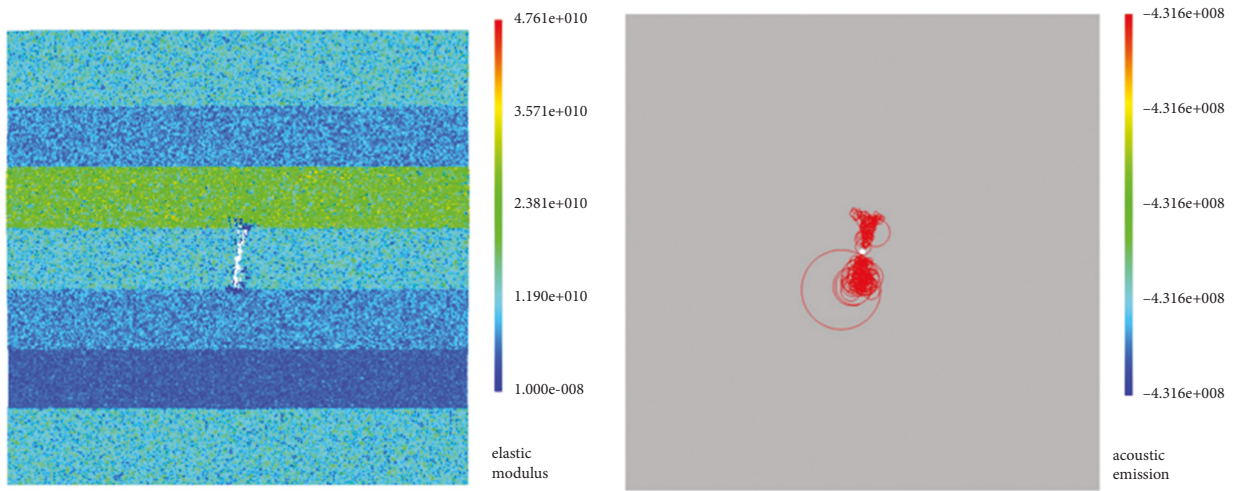 4.761e+010
3.571e+010
2.381e+010
1.190e+010
1.000e-008
elastic
modulus
−4.316e+008
−4.316e+008
−4.316e+008
−4.316e+008
−4.316e+008
acoustic
emission